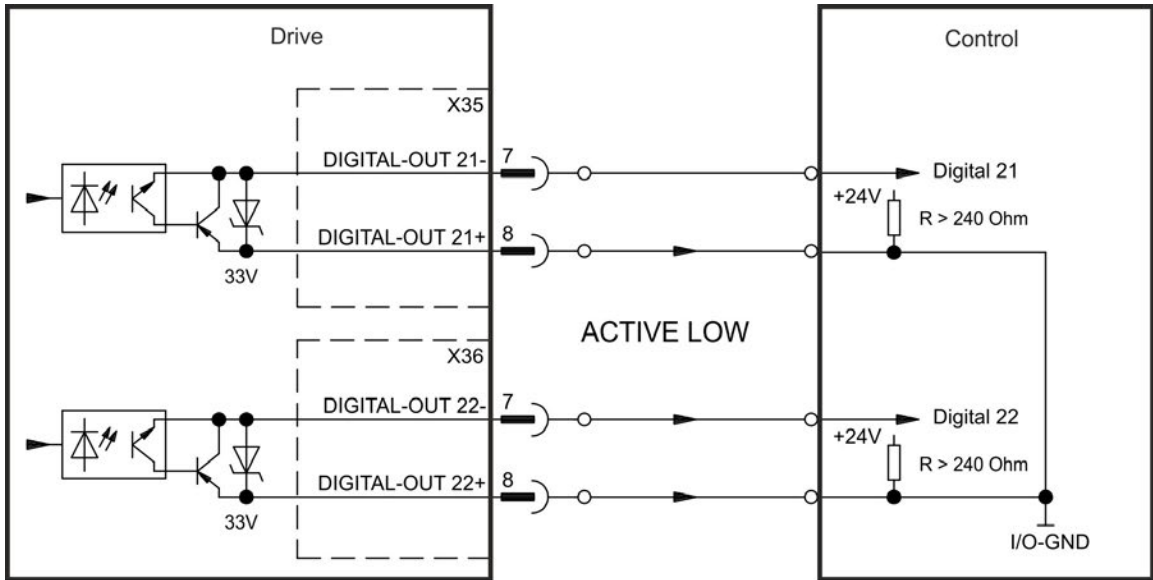 Drive
Control
X35
DIGITAL-OUT 21-
7
Digital 21
+24V
R > 240 Ohm
DIGITAL-OUT 21+
8
33V
ACTIVE LOW
X36
DIGITAL-OUT 22-
7
Digital 22
+24V
R > 240 Ohm
DIGITAL-OUT 22+
8
33V
I/O-GND